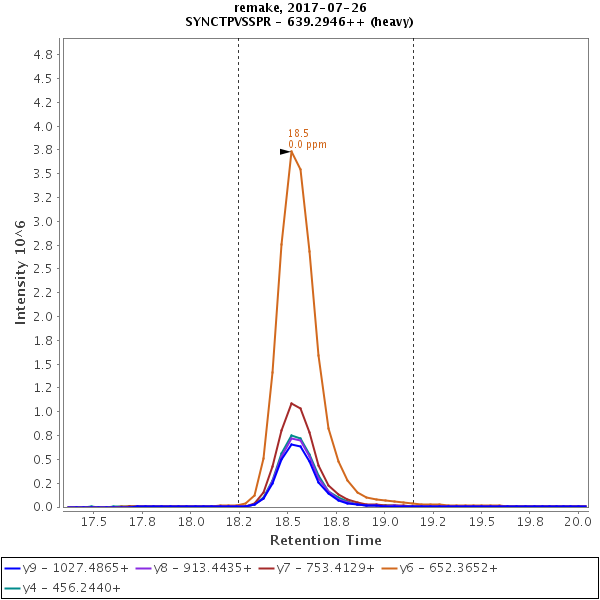 remake, 2017-07-26
SYNCTPVSSPR - 639.2946++ (heavy)
4.8
4.5
4.2
4.0
3.8
3.5
3.2
3.0
2.8
2.5
2.2
2.0
1.8
1.5
1.2
1.0
0.8
0.5
0.2
0.0
Intensity 10^6
18.5
0.0 ppm
17.5 17.8 18.0 18.2 18.5 18.8 19.0 19.2 19.5 19.8 20.0
Retention Time
y9 - 1027.4865+ y8 - 913.4435+ y7 - 753.4129+ y6 - 652.3652+
y4 - 456.2440+